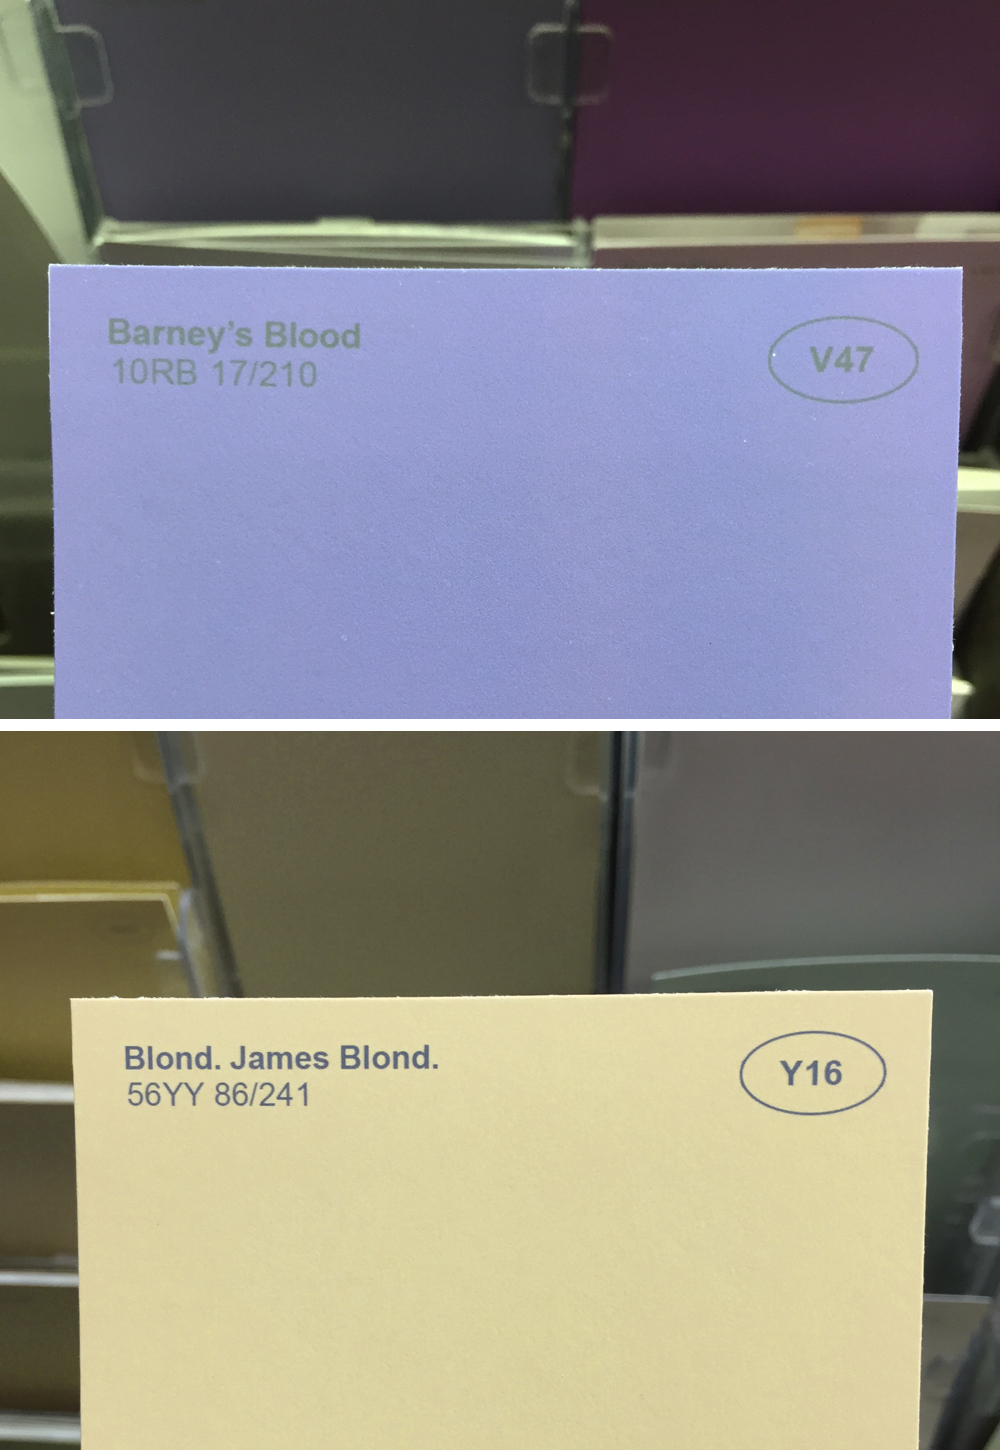 Barney’s Blood
10RB 17/210
V47
Blond. James Blond.
56YY 86/241
Y16